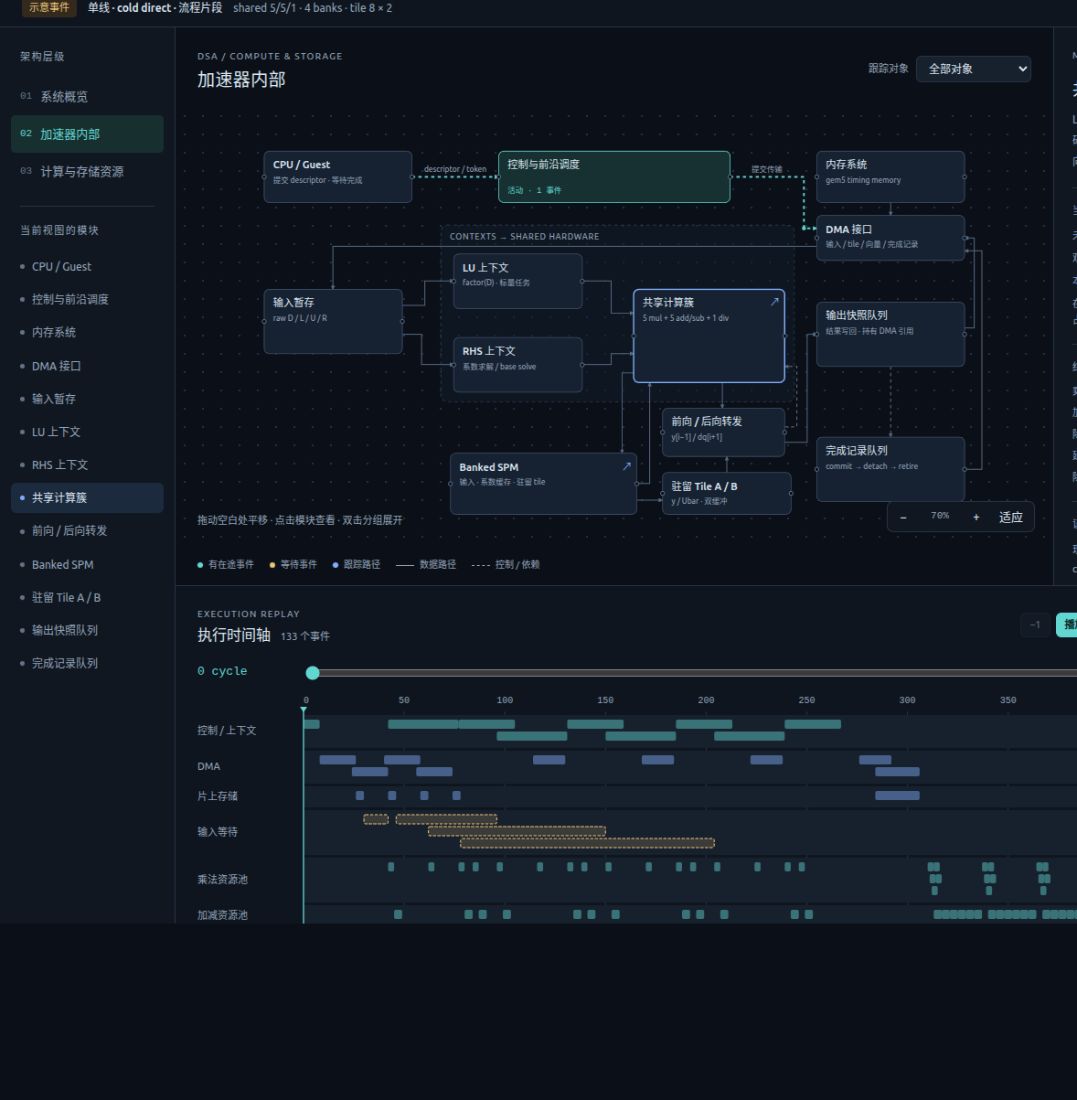 示意事件 单线 · cold direct · 流程片段 shared 5/5/1 · 4 banks · tile 8 × 2
架构层级
01 系统概览
02 加速器内部
03 计算与存储资源
当前视图的模块
CPU / Guest
控制与前沿调度
内存系统
DMA 接口
输入暂存
LU 上下文
RHS 上下文
共享计算簇
前向 / 后向转发
Banked SPM
驻留 Tile A / B
输出快照队列
完成记录队列
DSA / COMPUTE & STORAGE
加速器内部
跟踪对象 全部对象
CPU / Guest
提交 descriptor · 等待完成
descriptor / token
控制与前沿调度
活动 · 1 事件
提交传输
内存系统
gem5 timing memory
DMA 接口
输入 / tile / 向量 / 完成记录
CONTEXTS → SHARED HARDWARE
LU 上下文
factor(D) · 标量任务
输入暂存
raw D / L / U / R
共享计算簇 ↗
5 mul + 5 add/sub + 1 div
RHS 上下文
系数求解 / base solve
输出快照队列
结果写回 · 持有 DMA 引用
前向 / 后向转发
y[i−1] / dq[i+1]
Banked SPM ↗
输入 · 系数缓存 · 驻留 tile
驻留 Tile A / B
y / Ubar · 双缓冲
完成记录队列
commit → detach → retire
拖动空白处平移 · 点击模块查看 · 双击分组展开
− 70% + 适应
有在途事件 等待事件 跟踪路径 数据路径 控制 / 依赖
EXECUTION REPLAY
执行时间轴 133 个事件
−1
0 cycle
0 50 100 150 200 250 300 350
控制 / 上下文
DMA
片上存储
输入等待
乘法资源池
加减资源池